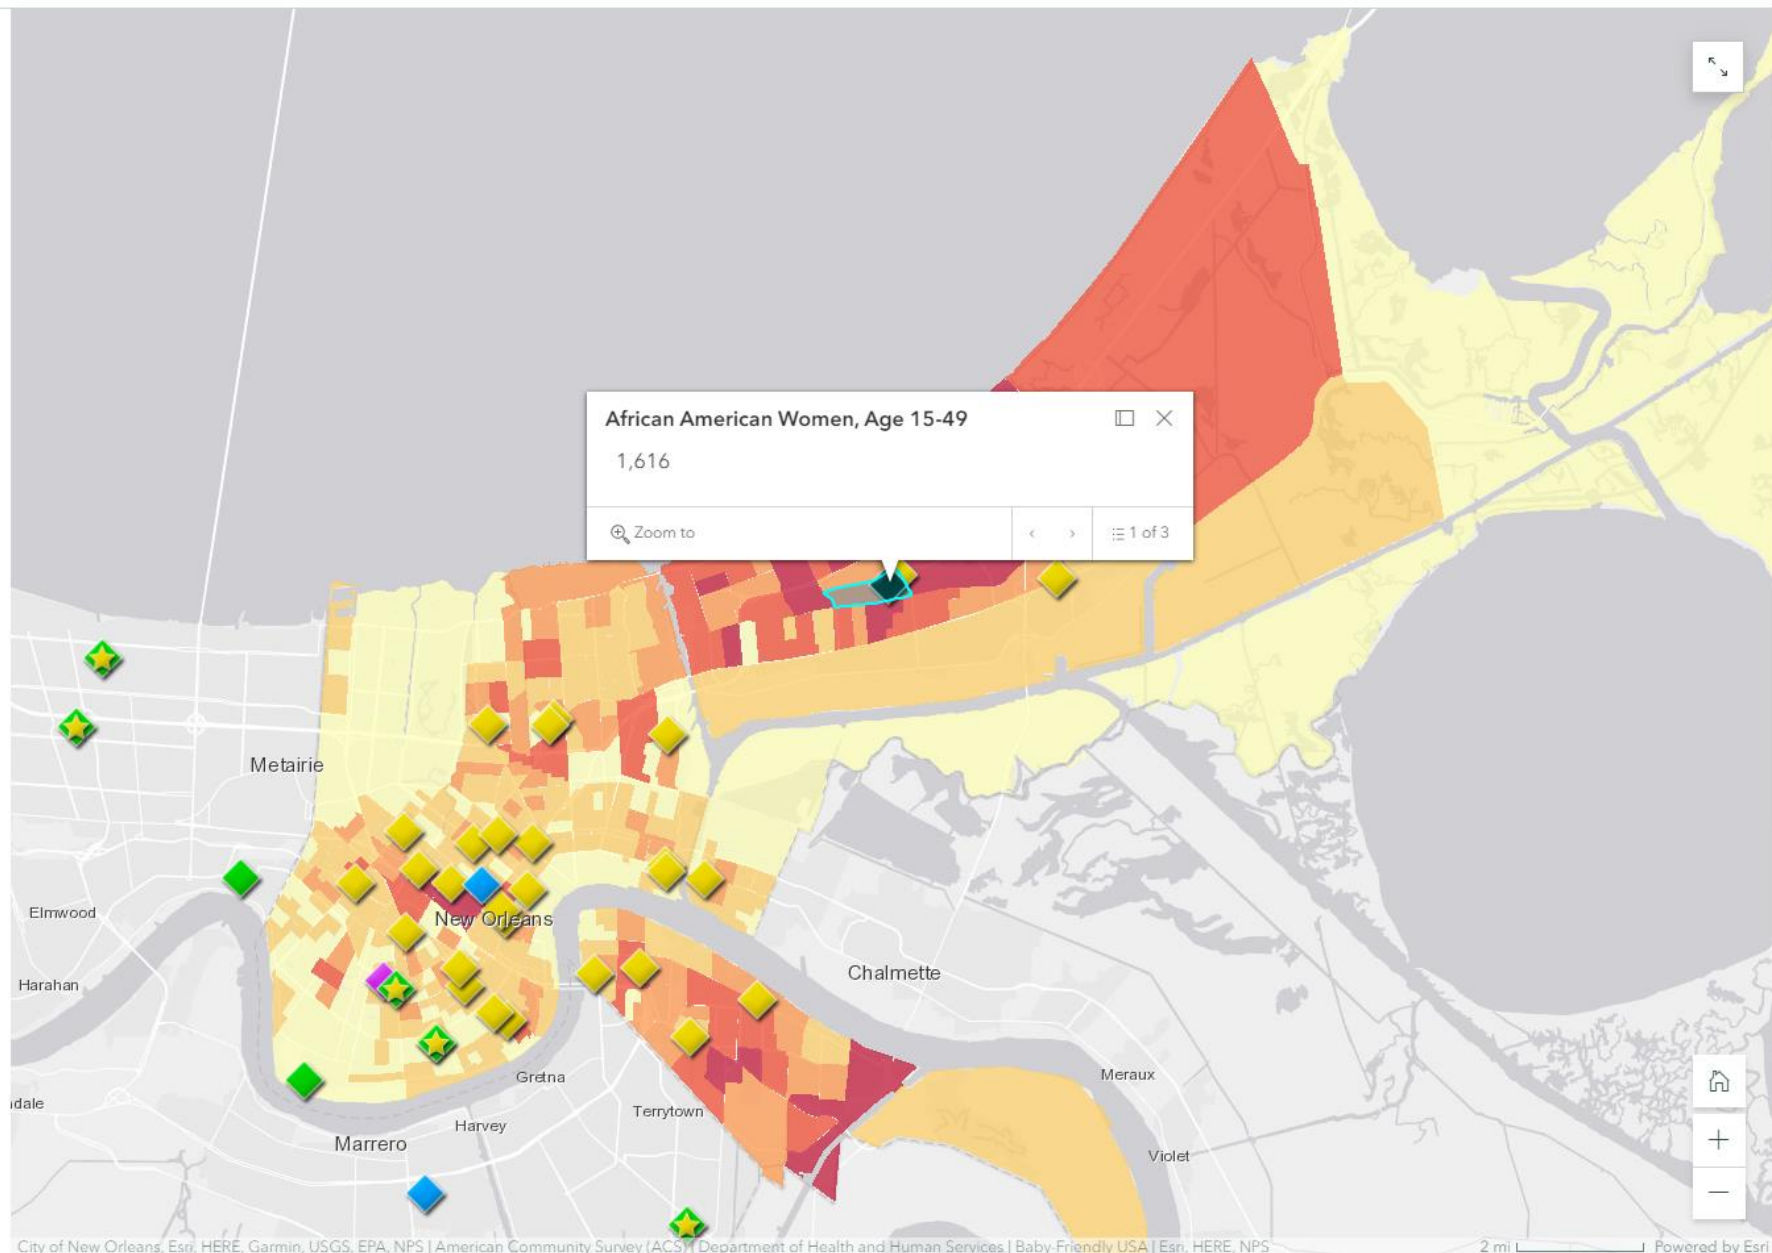 African American Women, Age 15-49
1,616
Zoom to
1 of 3
Metairie
Elmwood
New Orleans
Harahan
Chalmette
Gretna
Meraux
dale
Terrytown
Harvey
Marrero
Violet
City of New Orleans, Esri, HERE, Garmin, USGS, EPA, NPS | American Community Survey (ACS) | Department of Health and Human Services | Baby-Friendly USA | Esri, HERE, NPS
2 mi
Powered by Esri